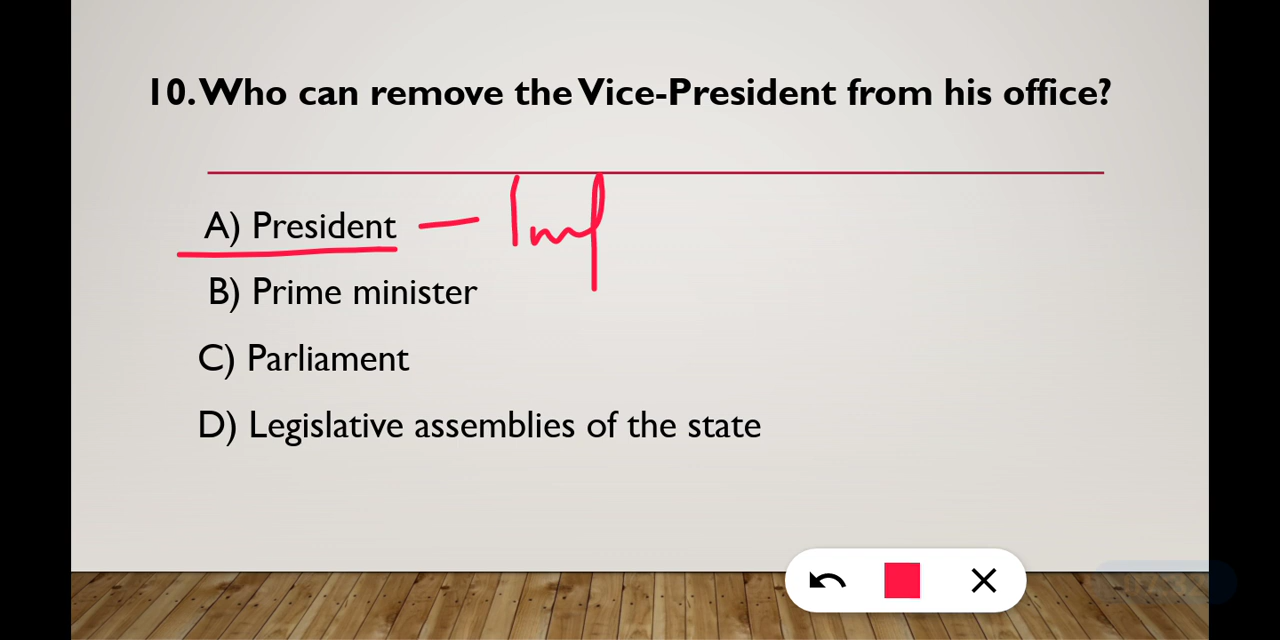 10. Who can remove the Vice-President from his office?
A) President — Imp
B) Prime minister
C) Parliament
D) Legislative assemblies of the state